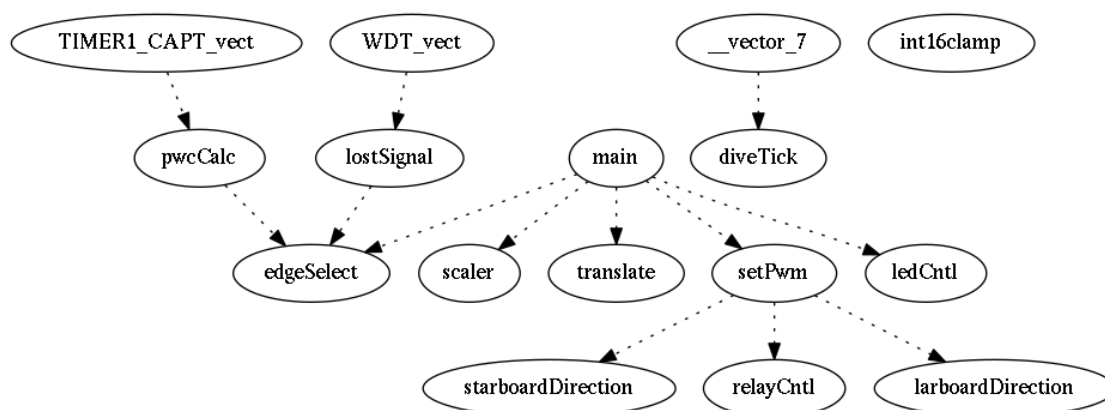 TIMER1_CAPT_vect
WDT_vect
__vector_7
int16clamp
pwcCalc
lostSignal
main
diveTick
edgeSelect
scaler
translate
setPwm
ledCntl
starboardDirection
relayCntl
larboardDirection